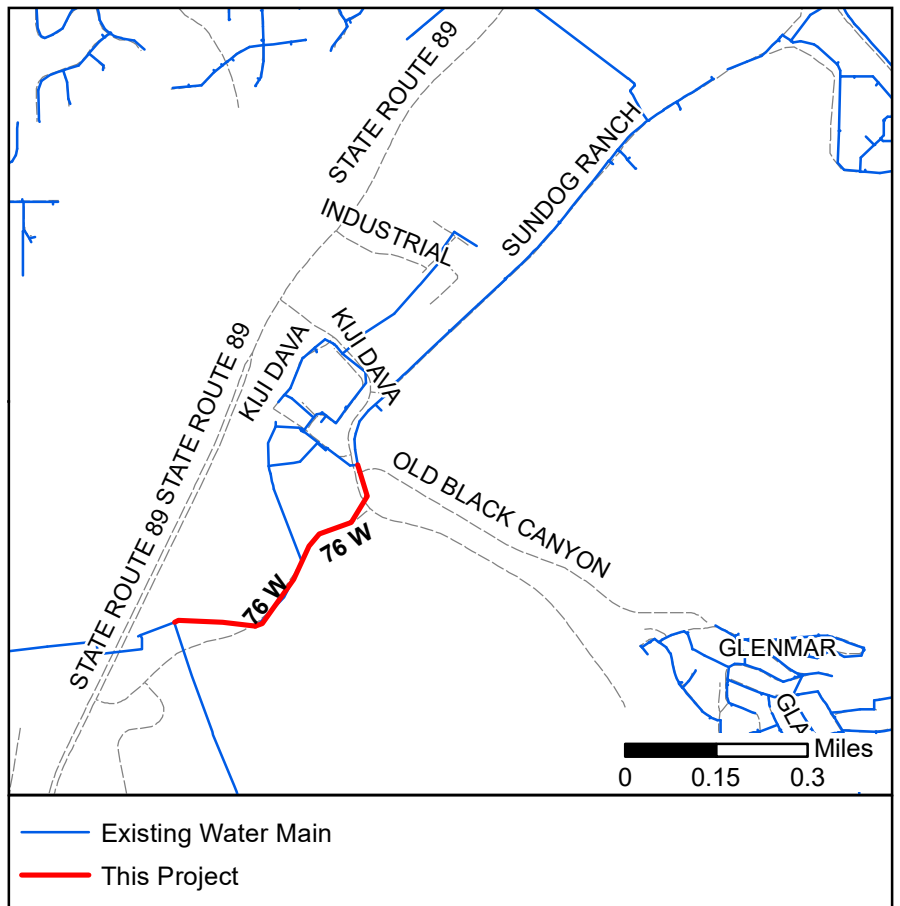 STATE ROUTE 89
SUNDOG RANCH
INDUSTRIAL
KIJI DAVA
KIJI DAVA
STATE ROUTE 89
STATE ROUTE 89
OLD BLACK CANYON
76 W
76 W
GLENMAR
GLA
Miles
0 0.15 0.3
Existing Water Main
This Project